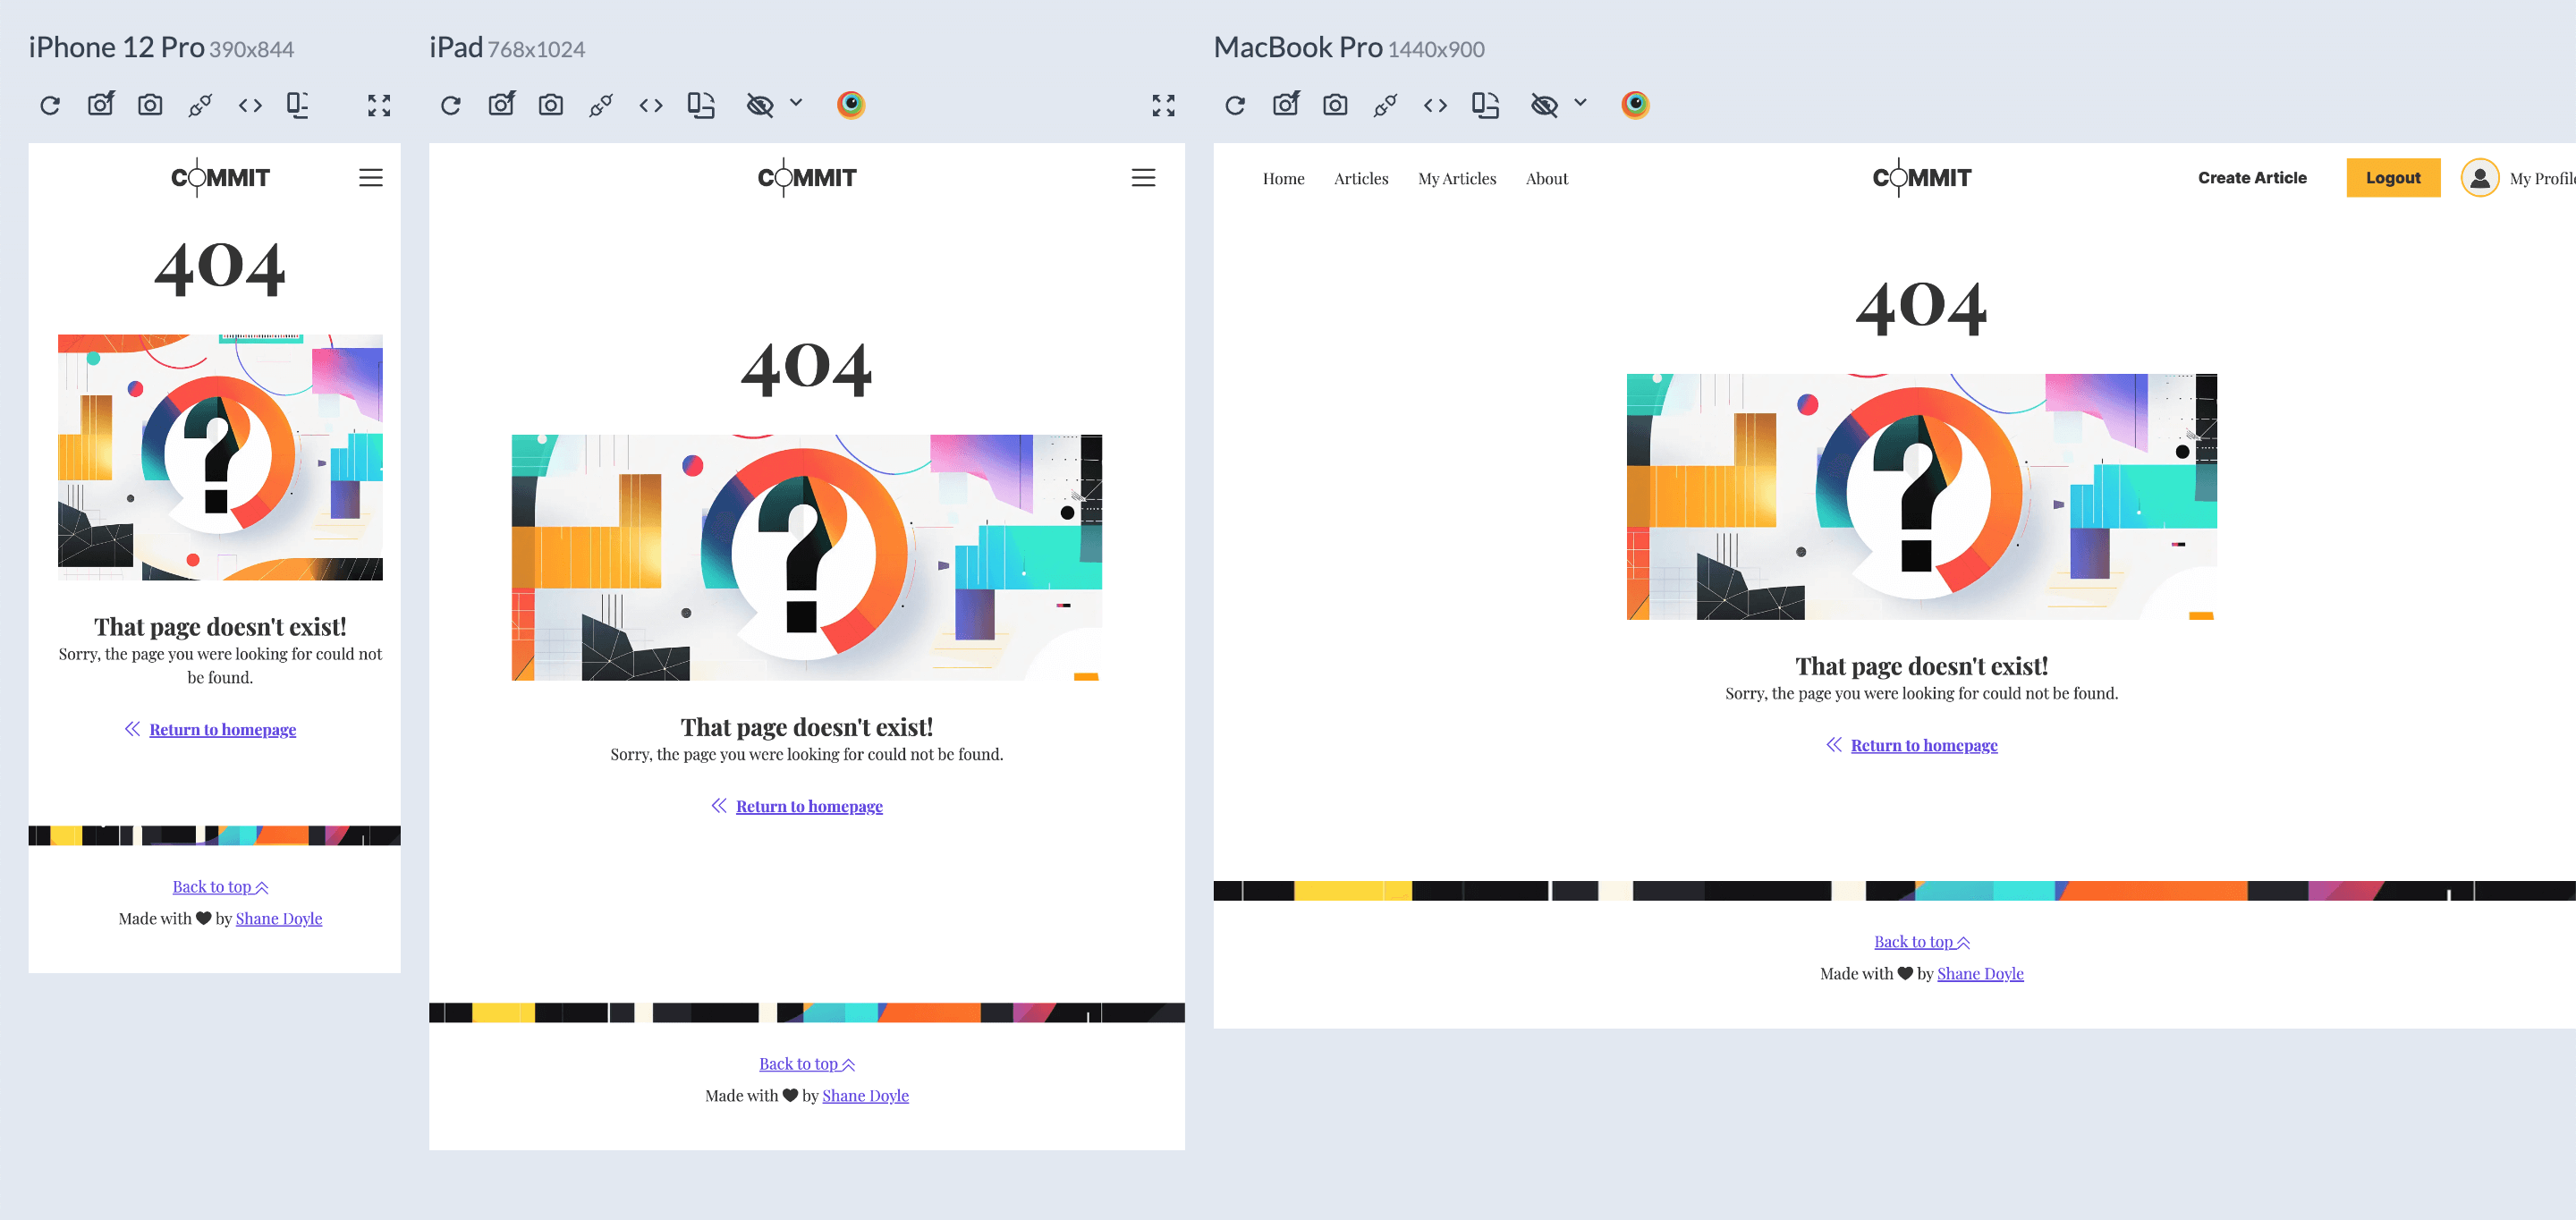 iPhone 12 Pro 390x844
COMMIT
404
?
That page doesn't exist!
Sorry, the page you were looking for could not
be found.
Return to homepage
Back to top
Made with ♥ by Shane Doyle
iPad 768x1024
COMMIT
404
?
That page doesn't exist!
Sorry, the page you were looking for could not be found.
Return to homepage
Back to top
Made with ♥ by Shane Doyle
MacBook Pro 1440x900
Home Articles My Articles About COMMIT Create Article Logout My Profile
404
?
That page doesn't exist!
Sorry, the page you were looking for could not be found.
Return to homepage
Back to top
Made with ♥ by Shane Doyle